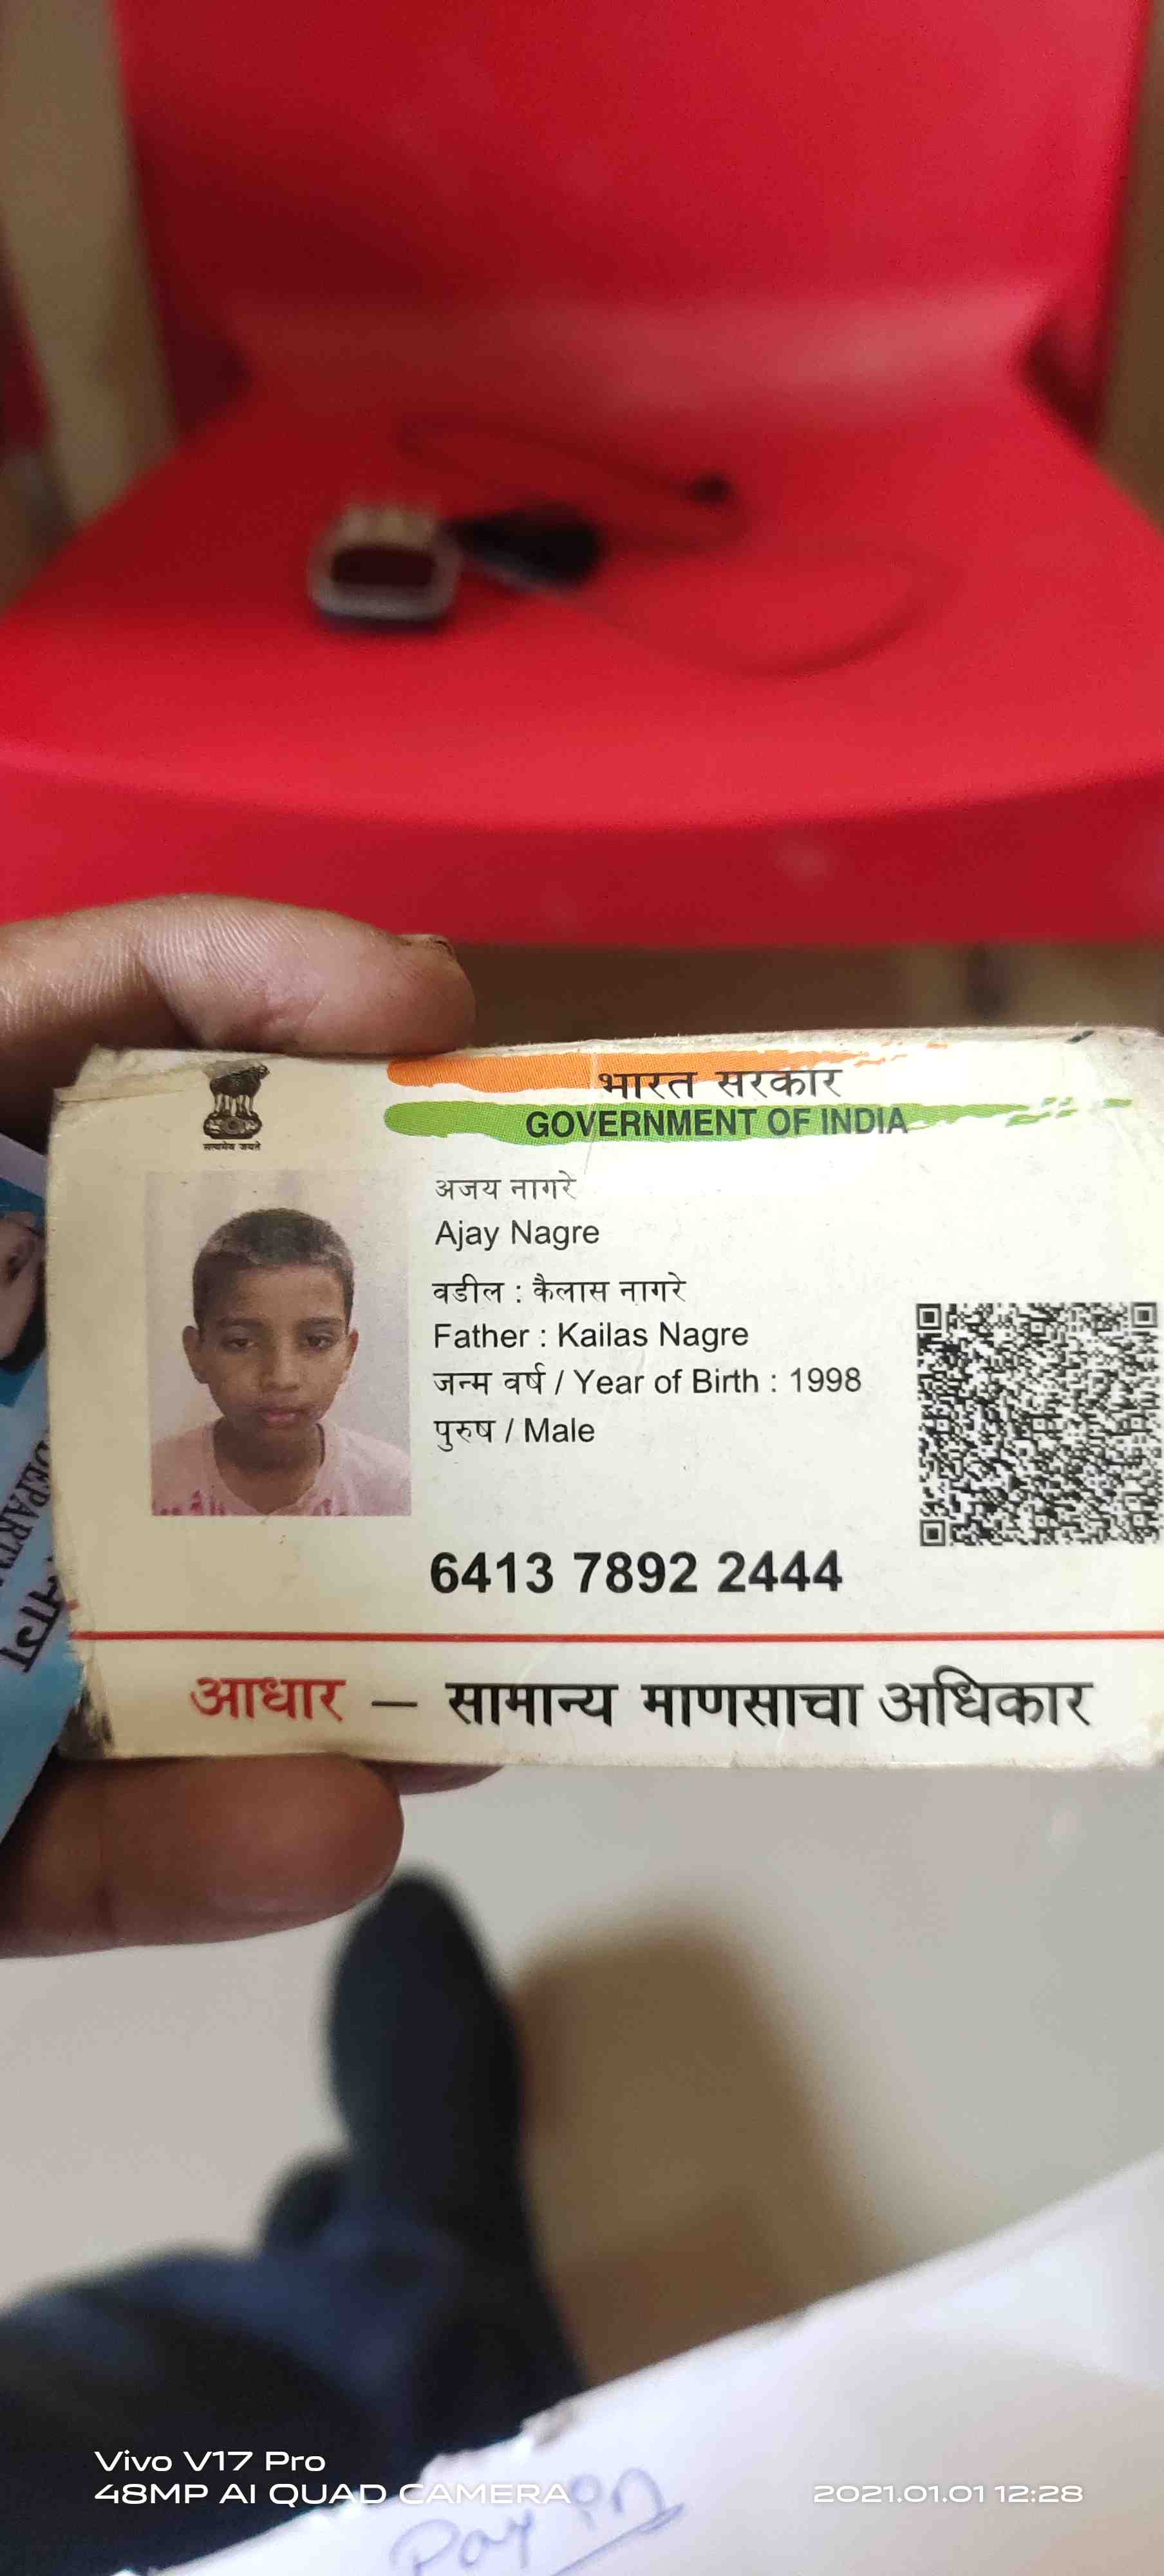 भारत सरकार
GOVERNMENT OF INDIA
सत्यमेव जयते
अजय नागरे
Ajay Nagre
वडील : कैलास नागरे
Father : Kailas Nagre
जन्म वर्ष / Year of Birth : 1998
पुरुष / Male
6413 7892 2444
आधार — सामान्य माणसाचा अधिकार
Vivo V17 Pro
48MP AI QUAD CAMERA
2021.01.01 12:28
Pay in